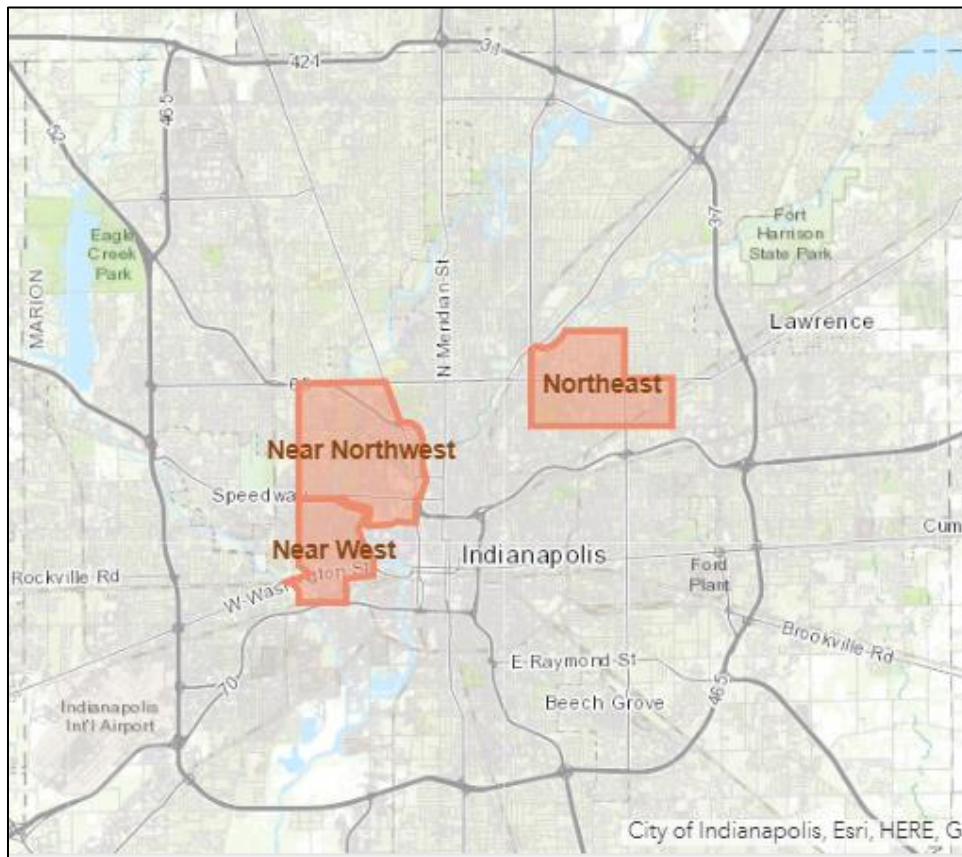 421
31
465
65
37
Eagle
Creek
Park
MARION
Fort
Harrison
State Park
N Meridian St
Lawrence
Northeast
65
Near Northwest
Speedway
Near West
Indianapolis
Cum
Rockville Rd
W Washington St
Ford
Plant
Brookville Rd
E Raymond St
70
465
Beech Grove
Indianapolis
Int'l Airport
City of Indianapolis, Esri, HERE, G